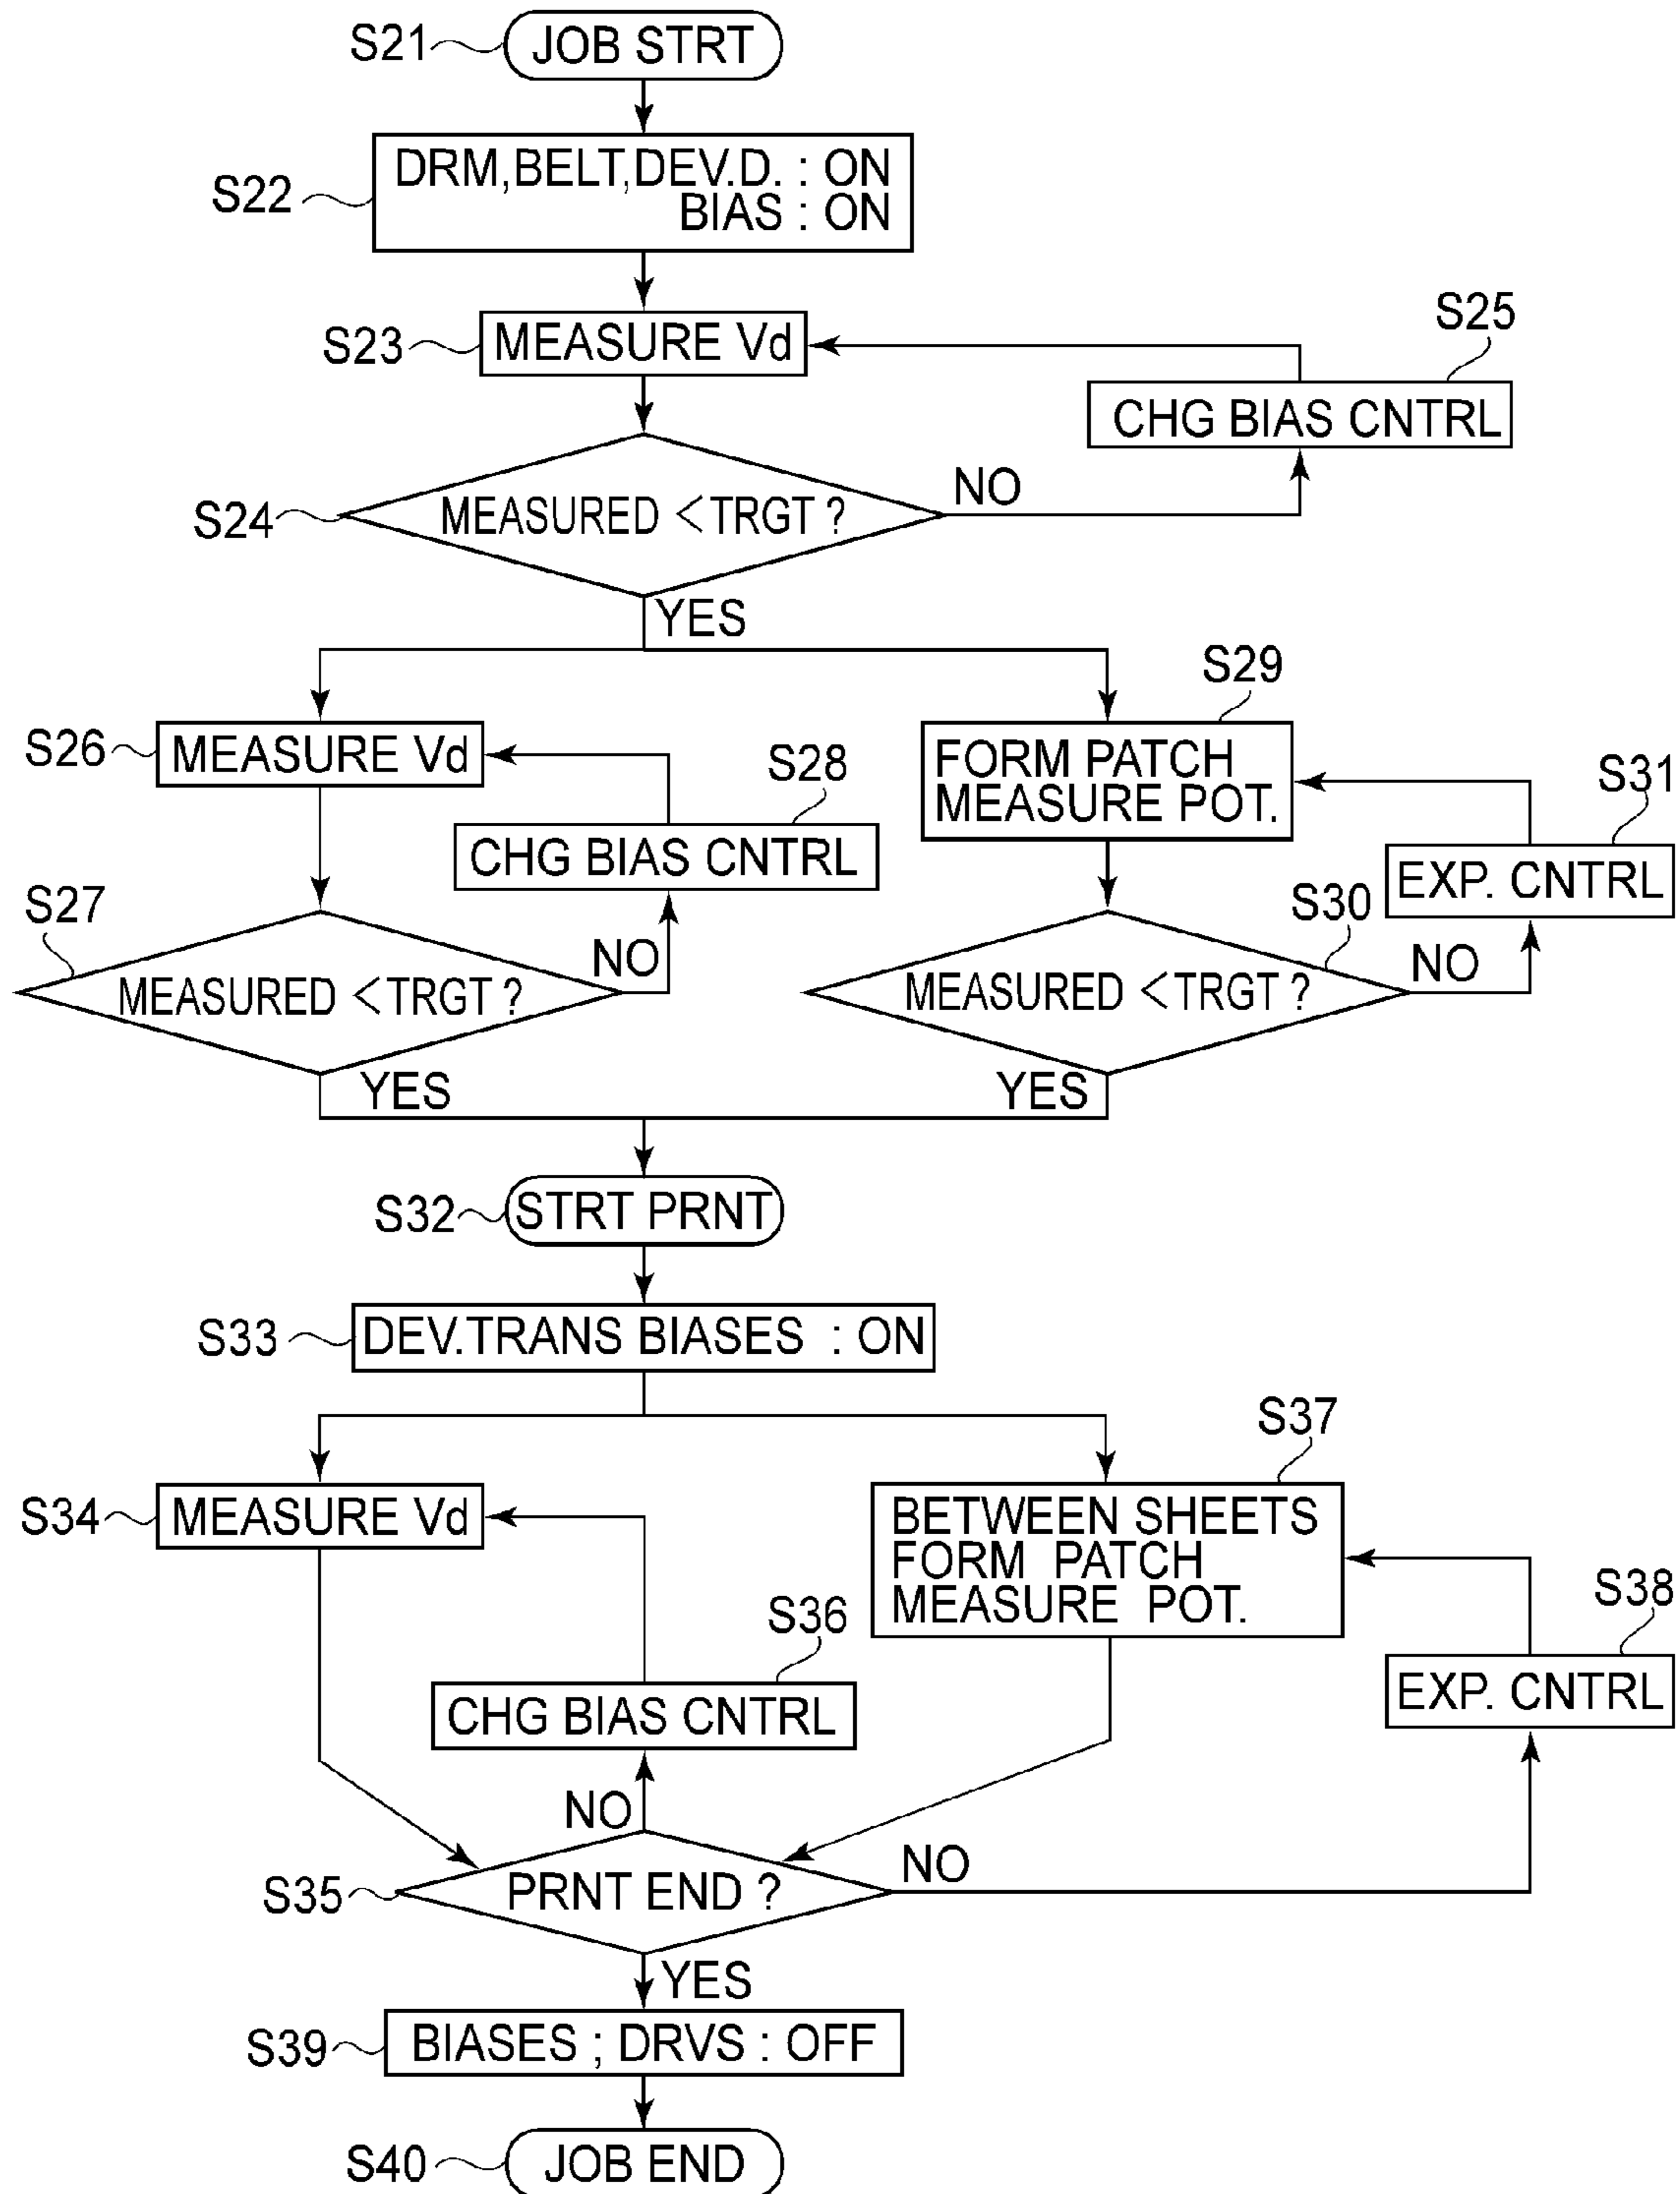 S21
JOB STRT
S22
DRM,BELT,DEV.D. : ON
BIAS : ON
S23
MEASURE Vd
S25
CHG BIAS CNTRL
S24
MEASURED <TRGT ?
NO
YES
S26
MEASURE Vd
S28
CHG BIAS CNTRL
S27
MEASURED <TRGT ?
NO
YES
S29
FORM PATCH
MEASURE POT.
S31
EXP. CNTRL
S30
MEASURED <TRGT ?
NO
YES
S32
STRT PRNT
S33
DEV.TRANS BIASES : ON
S34
MEASURE Vd
S36
CHG BIAS CNTRL
NO
S37
BETWEEN SHEETS
FORM PATCH
MEASURE POT.
S38
EXP. CNTRL
S35
PRNT END ?
NO
YES
S39
BIASES ; DRVS : OFF
S40
JOB END